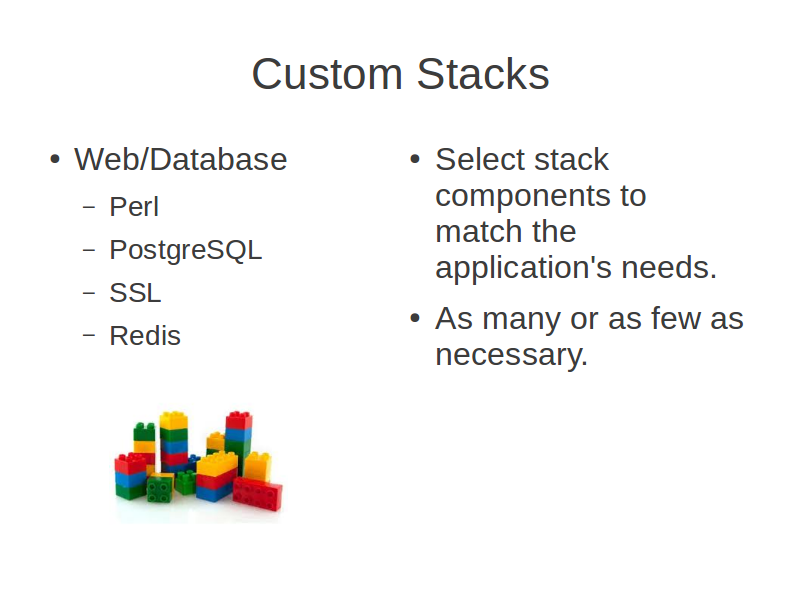 Custom Stacks
• Web/Database
– Perl
– PostgreSQL
– SSL
– Redis
• Select stack
components to
match the
application's needs.
• As many or as few as
necessary.